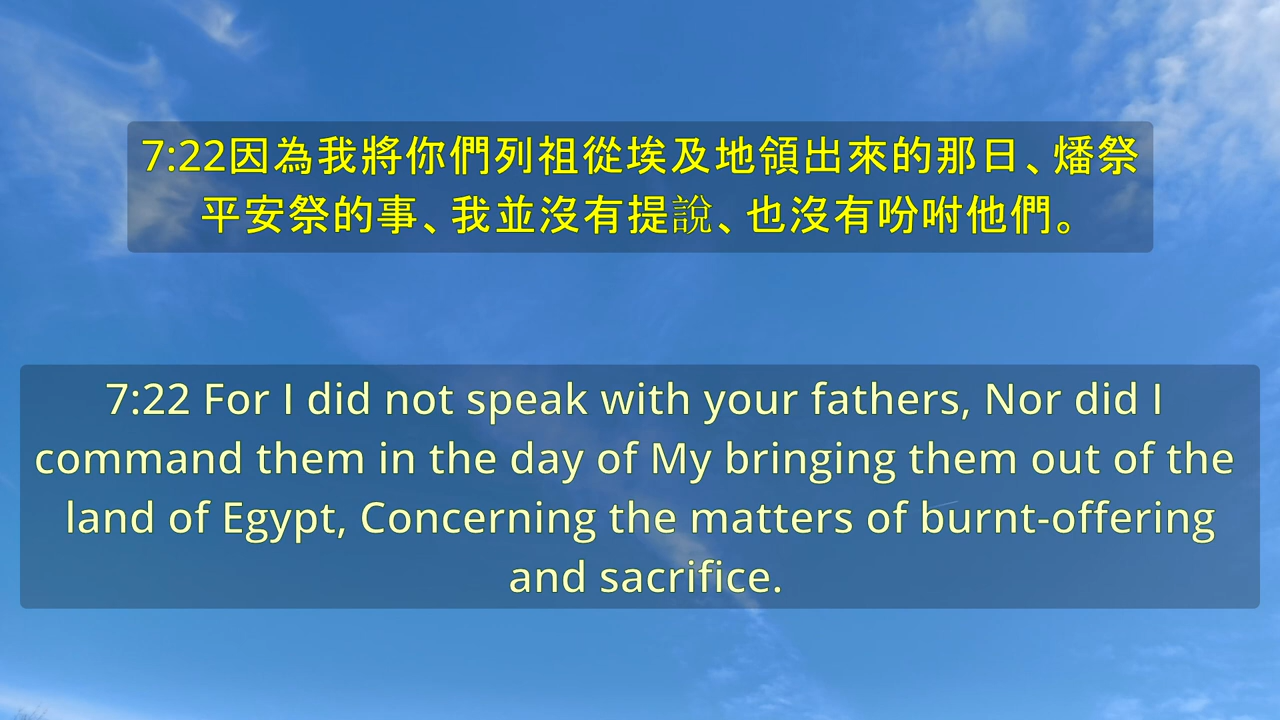 7:22因為我將你們列祖從埃及地領出來的那日、燔祭
平安祭的事、我並沒有提說、也沒有吩咐他們。
7:22 For I did not speak with your fathers, Nor did I
command them in the day of My bringing them out of the
land of Egypt, Concerning the matters of burnt-offering
and sacrifice.